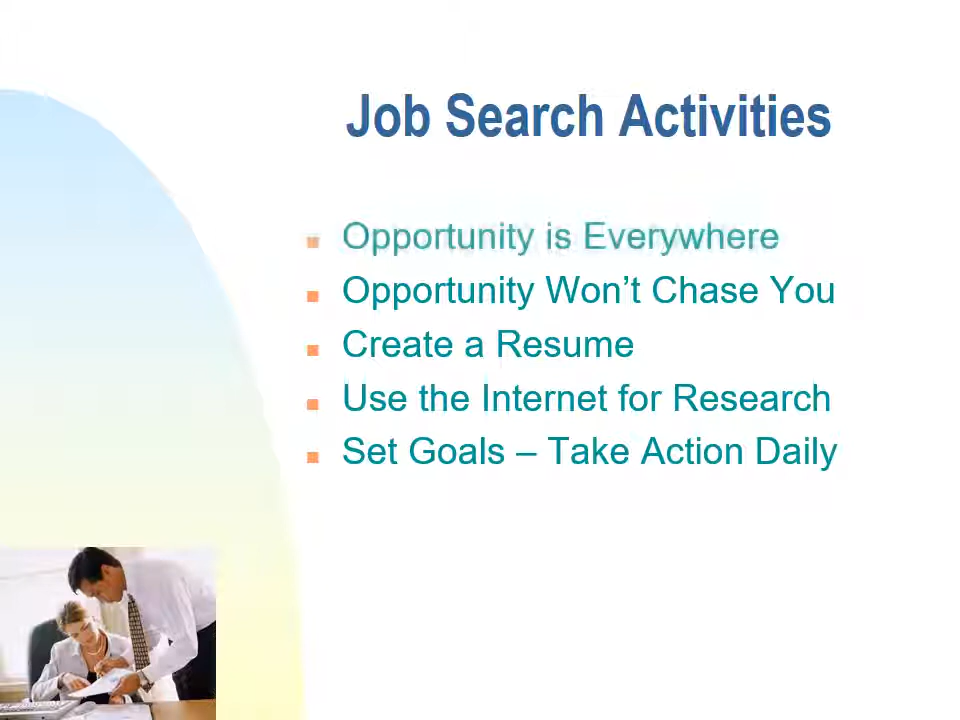 Job Search Activities
Opportunity is Everywhere
Opportunity Won’t Chase You
Create a Resume
Use the Internet for Research
Set Goals – Take Action Daily